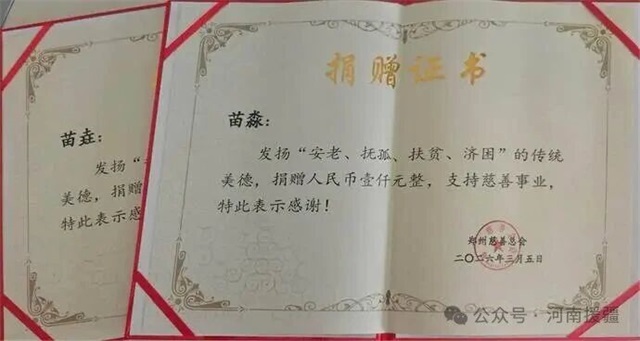 苗垚：
发扬“安
美德，捐赠
特此表示感
捐赠证书
苗淼：
发扬“安老、抚孤、扶贫、济困”的传统
美德，捐赠人民币壹仟元整，支持慈善事业，
特此表示感谢！
郑州慈善总会
二〇二六年三月五日
公众号·河南援疆